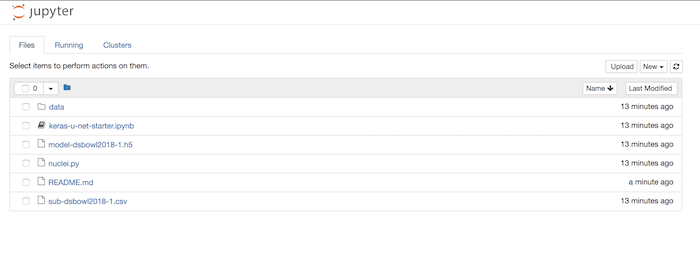 jupyter
Files Running Clusters
Select items to perform actions on them. Upload New
0 Name Last Modified
data 13 minutes ago
keras-u-net-starter.ipynb 13 minutes ago
model-dsbowl2018-1.h5 13 minutes ago
nuclei.py 13 minutes ago
README.md a minute ago
sub-dsbowl2018-1.csv 13 minutes ago